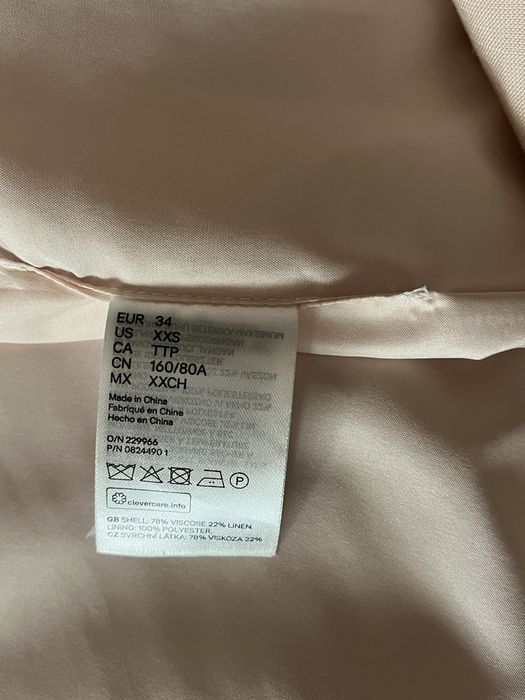 EUR 34
US XXS
CA TTP
CN 160/80A
MX XXCH
Made in China
Fabriqué en Chine
Hecho en China
O/N 229966
P/N 0824490 1
P
clevercare.info
GB SHELL: 78% VISCOSE 22% LINEN.
LINING: 100% POLYESTER.
CZ SVRCHNÍ LÁTKA: 78% VISKÓZA 22%